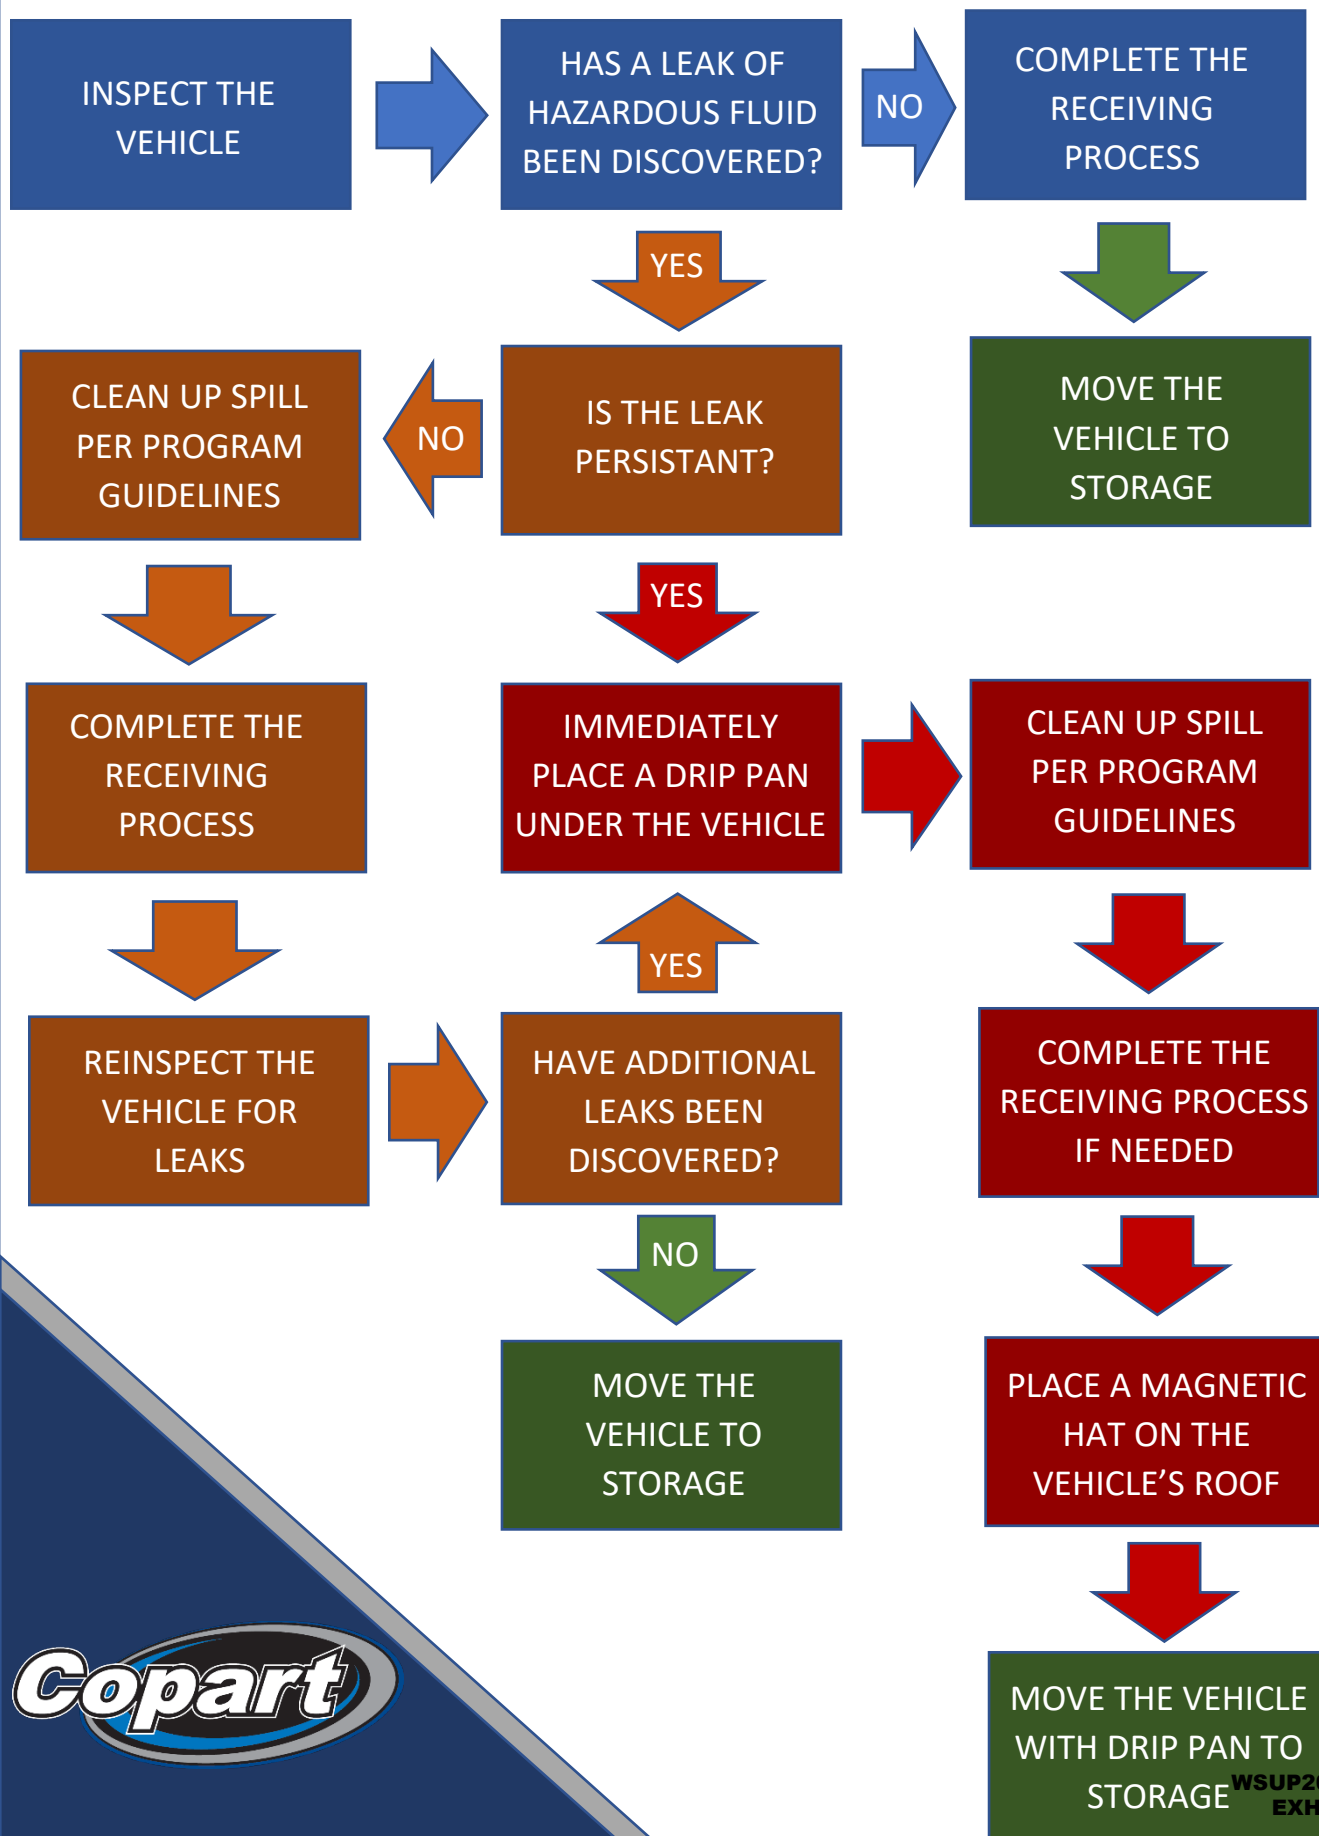 INSPECT THE
VEHICLE
HAS A LEAK OF
HAZARDOUS FLUID
BEEN DISCOVERED?
NO
COMPLETE THE
RECEIVING
PROCESS
YES
MOVE THE
VEHICLE TO
STORAGE
IS THE LEAK
PERSISTANT?
NO
CLEAN UP SPILL
PER PROGRAM
GUIDELINES
YES
COMPLETE THE
RECEIVING
PROCESS
IMMEDIATELY
PLACE A DRIP PAN
UNDER THE VEHICLE
CLEAN UP SPILL
PER PROGRAM
GUIDELINES
YES
REINSPECT THE
VEHICLE FOR
LEAKS
HAVE ADDITIONAL
LEAKS BEEN
DISCOVERED?
COMPLETE THE
RECEIVING PROCESS
IF NEEDED
NO
MOVE THE
VEHICLE TO
STORAGE
PLACE A MAGNETIC
HAT ON THE
VEHICLE’S ROOF
MOVE THE VEHICLE
WITH DRIP PAN TO
STORAGE
Copart